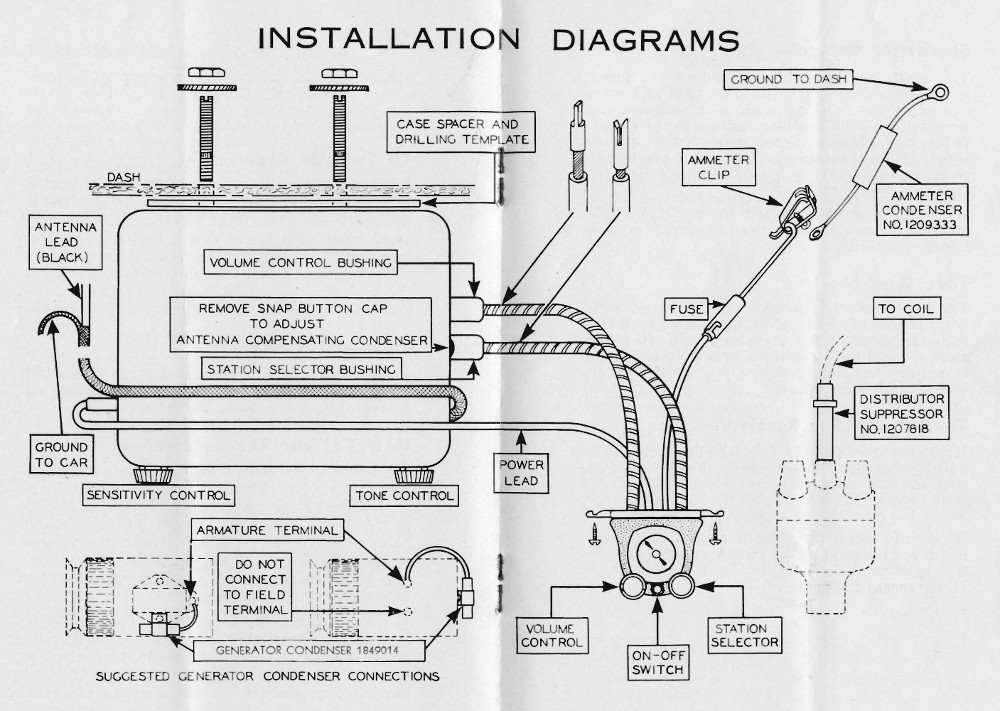 INSTALLATION DIAGRAMS
GROUND TO DASH
CASE SPACER AND
DRILLING TEMPLATE
DASH
AMMETER
CLIP
AMMETER
CONDENSER
NO. 1209333
ANTENNA
LEAD
(BLACK)
VOLUME CONTROL BUSHING
REMOVE SNAP BUTTON CAP
TO ADJUST
ANTENNA COMPENSATING CONDENSER
STATION SELECTOR BUSHING
FUSE
TO COIL
DISTRIBUTOR
SUPPRESSOR
NO. 1207818
GROUND
TO CAR
POWER
LEAD
SENSITIVITY CONTROL
TONE CONTROL
ARMATURE TERMINAL
DO NOT
CONNECT
TO FIELD
TERMINAL
GENERATOR CONDENSER 1849014
SUGGESTED GENERATOR CONDENSER CONNECTIONS
VOLUME
CONTROL
ON-OFF
SWITCH
STATION
SELECTOR